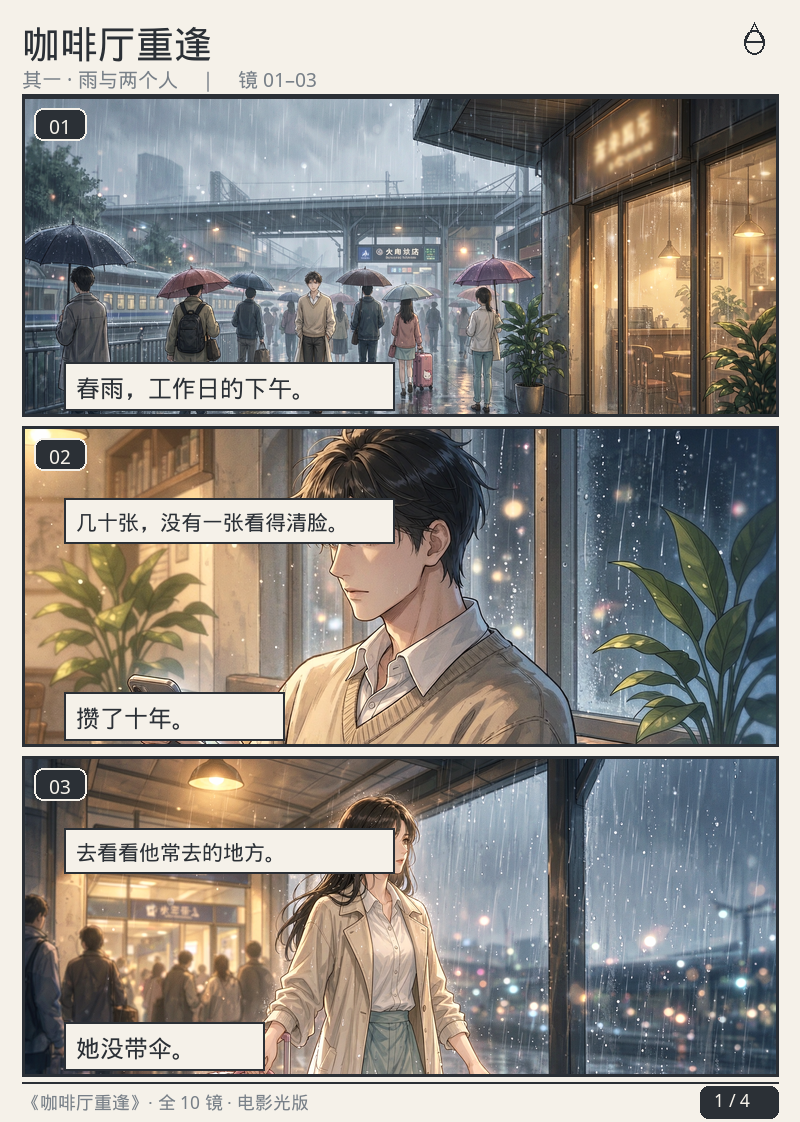 咖啡厅重逢
其一 · 雨与两个人 | 镜 01–03
01
春雨，工作日的下午。
02
几十张，没有一张看得清脸。
攒了十年。
03
去看看他常去的地方。
她没带伞。
《咖啡厅重逢》· 全 10 镜 · 电影光版
1 / 4